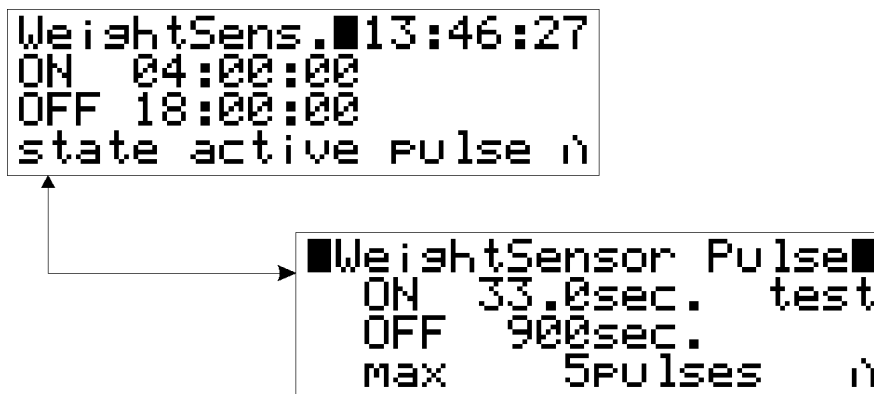 WeightSens.█13:46:27
ON 04:00:00
OFF 18:00:00
state active pulse ∩
█WeightSensor Pulse█
ON 33.0sec. test
OFF 900sec.
max 5pulses ∩